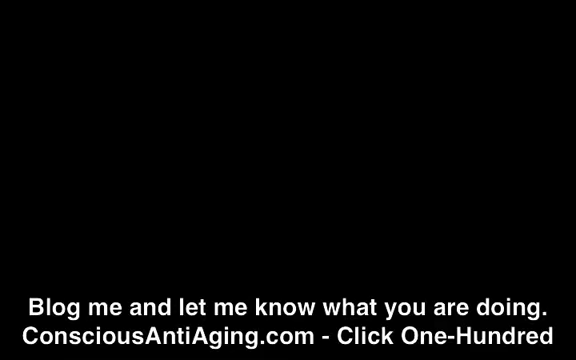 Blog me and let me know what you are doing.
ConsciousAntiAging.com - Click One-Hundred